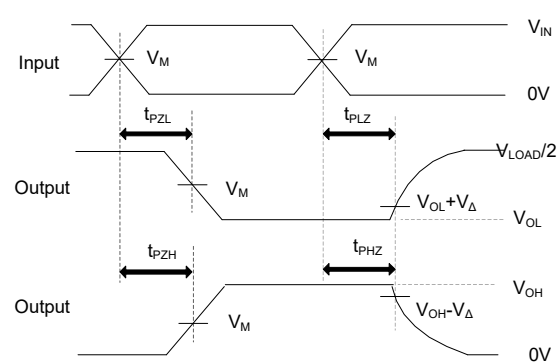 V_IN
Input
V_M
V_M
0V
t_PZL
t_PLZ
V_LOAD/2
Output
V_M
V_OL+V_Δ
V_OL
t_PZH
t_PHZ
V_OH
Output
V_M
V_OH-V_Δ
0V